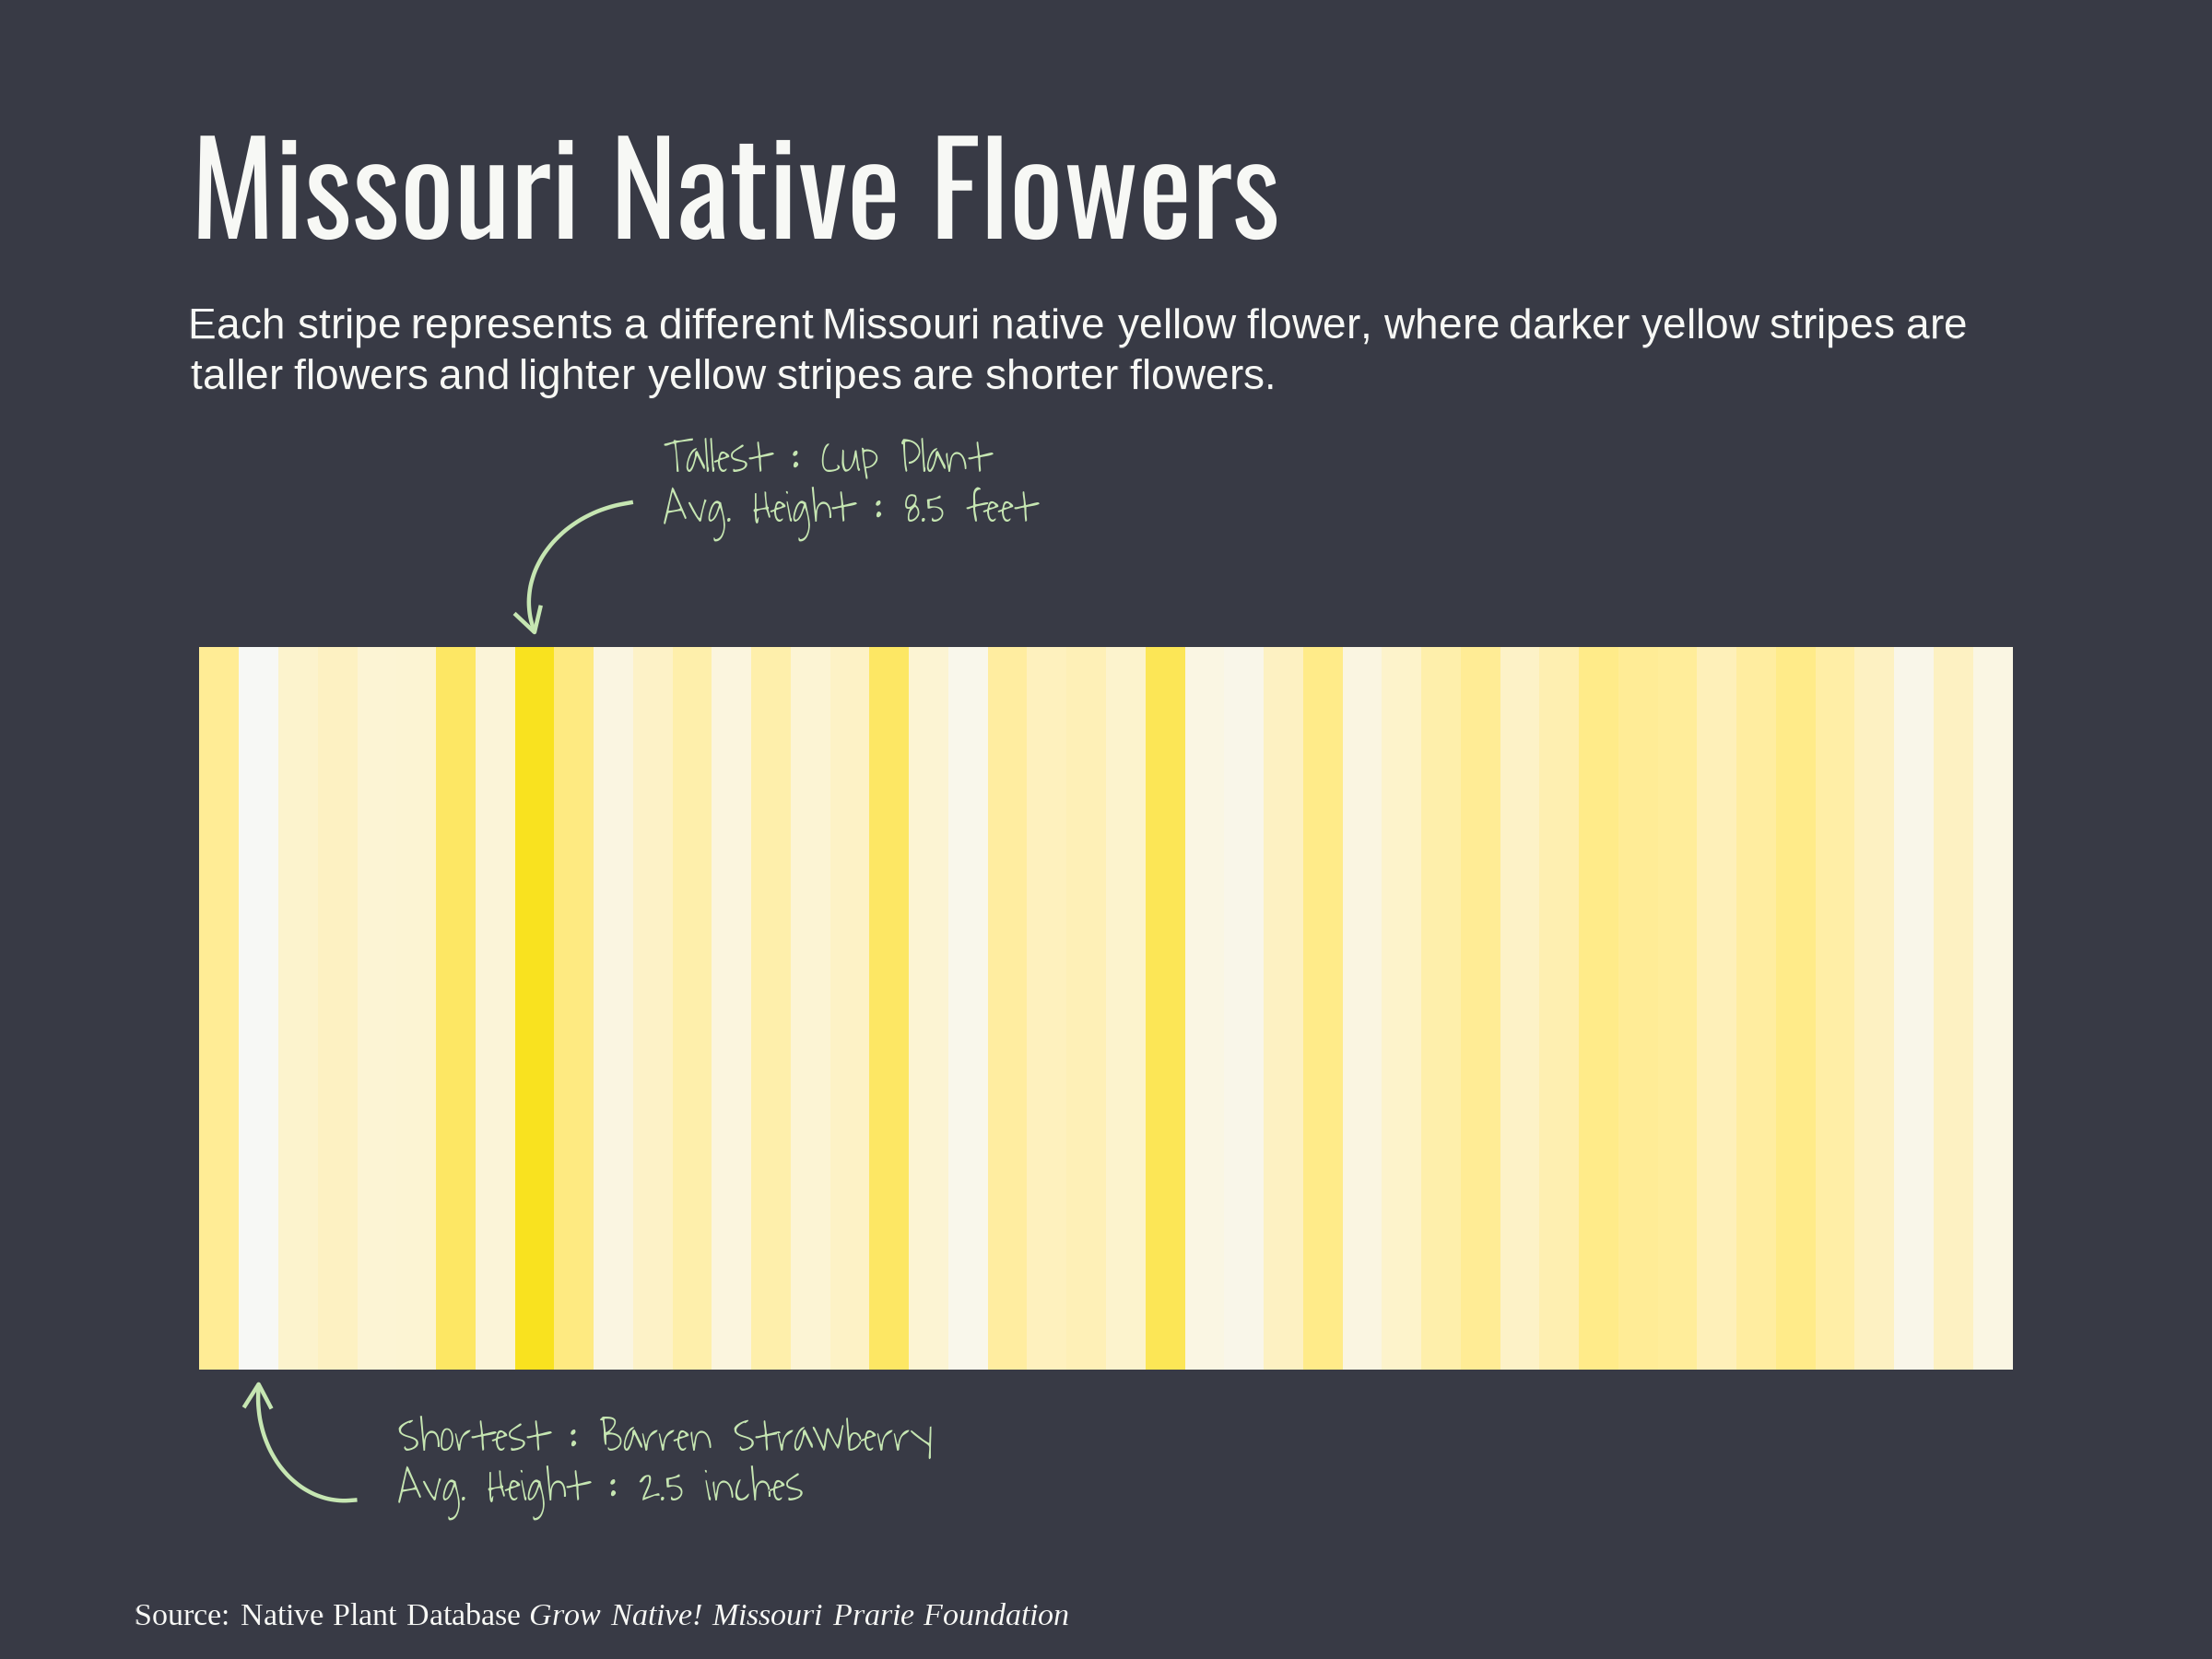 Missouri Native Flowers
Each stripe represents a different Missouri native yellow flower, where darker yellow stripes are
taller flowers and lighter yellow stripes are shorter flowers.
Tallest : Cup Plant
Avg. Height : 8.5 feet
Shortest : Barren Strawberry
Avg. Height : 2.5 inches
Source: Native Plant Database Grow Native! Missouri Prarie Foundation